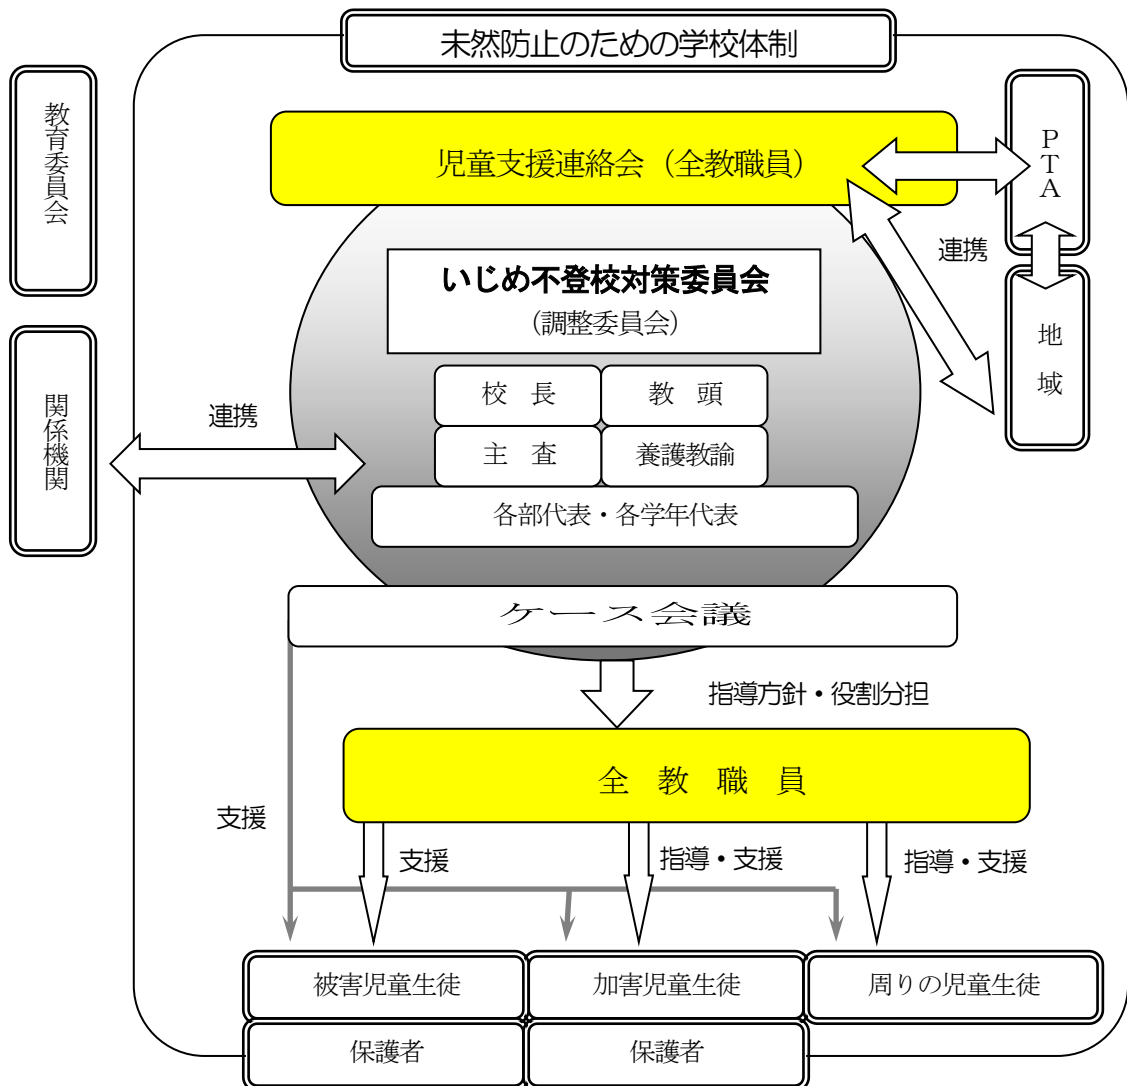 未然防止のための学校体制
教育委員会
関係機関
児童支援連絡会(全教職員)
PTA
連携
地域
いじめ不登校対策委員会
(調整委員会)
校 長
教 頭
主 査
養護教諭
各部代表・各学年代表
連携
ケース会議
指導方針・役割分担
全 教 職 員
支援
支援
指導・支援
指導・支援
被害児童生徒
加害児童生徒
周りの児童生徒
保護者
保護者